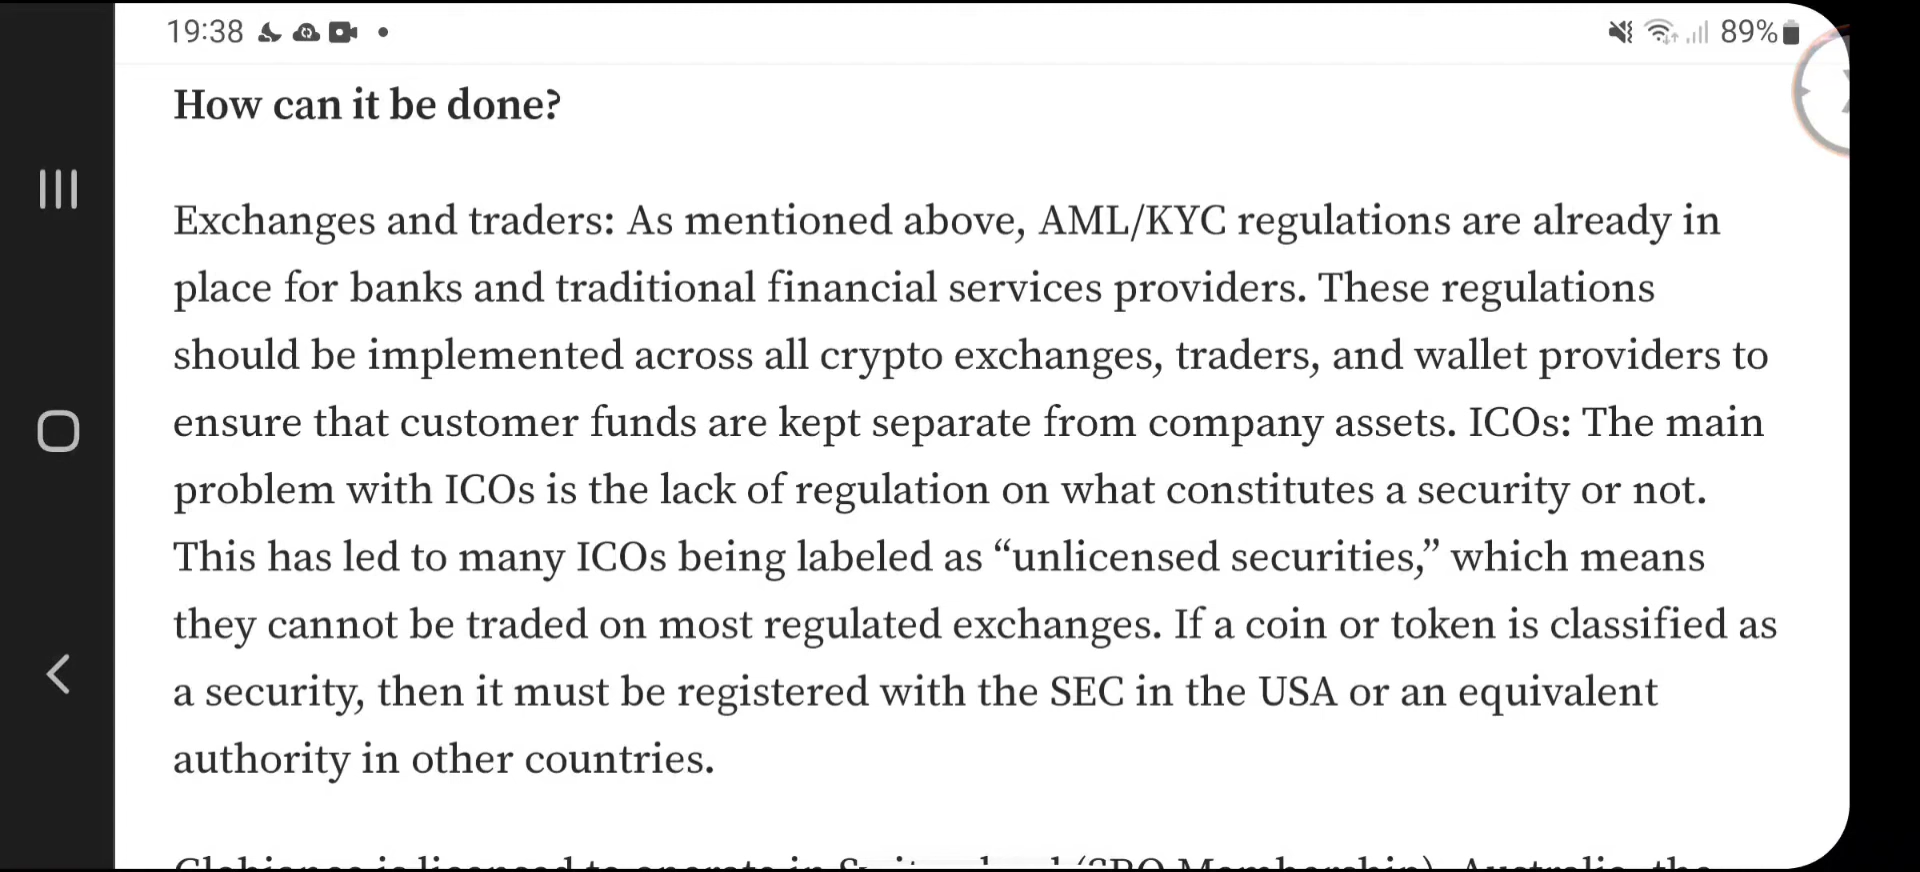 19:38
89%
How can it be done?
Exchanges and traders: As mentioned above, AML/KYC regulations are already in
place for banks and traditional financial services providers. These regulations
should be implemented across all crypto exchanges, traders, and wallet providers to
ensure that customer funds are kept separate from company assets. ICOs: The main
problem with ICOs is the lack of regulation on what constitutes a security or not.
This has led to many ICOs being labeled as “unlicensed securities,” which means
they cannot be traded on most regulated exchanges. If a coin or token is classified as
a security, then it must be registered with the SEC in the USA or an equivalent
authority in other countries.
is licensed to operate in